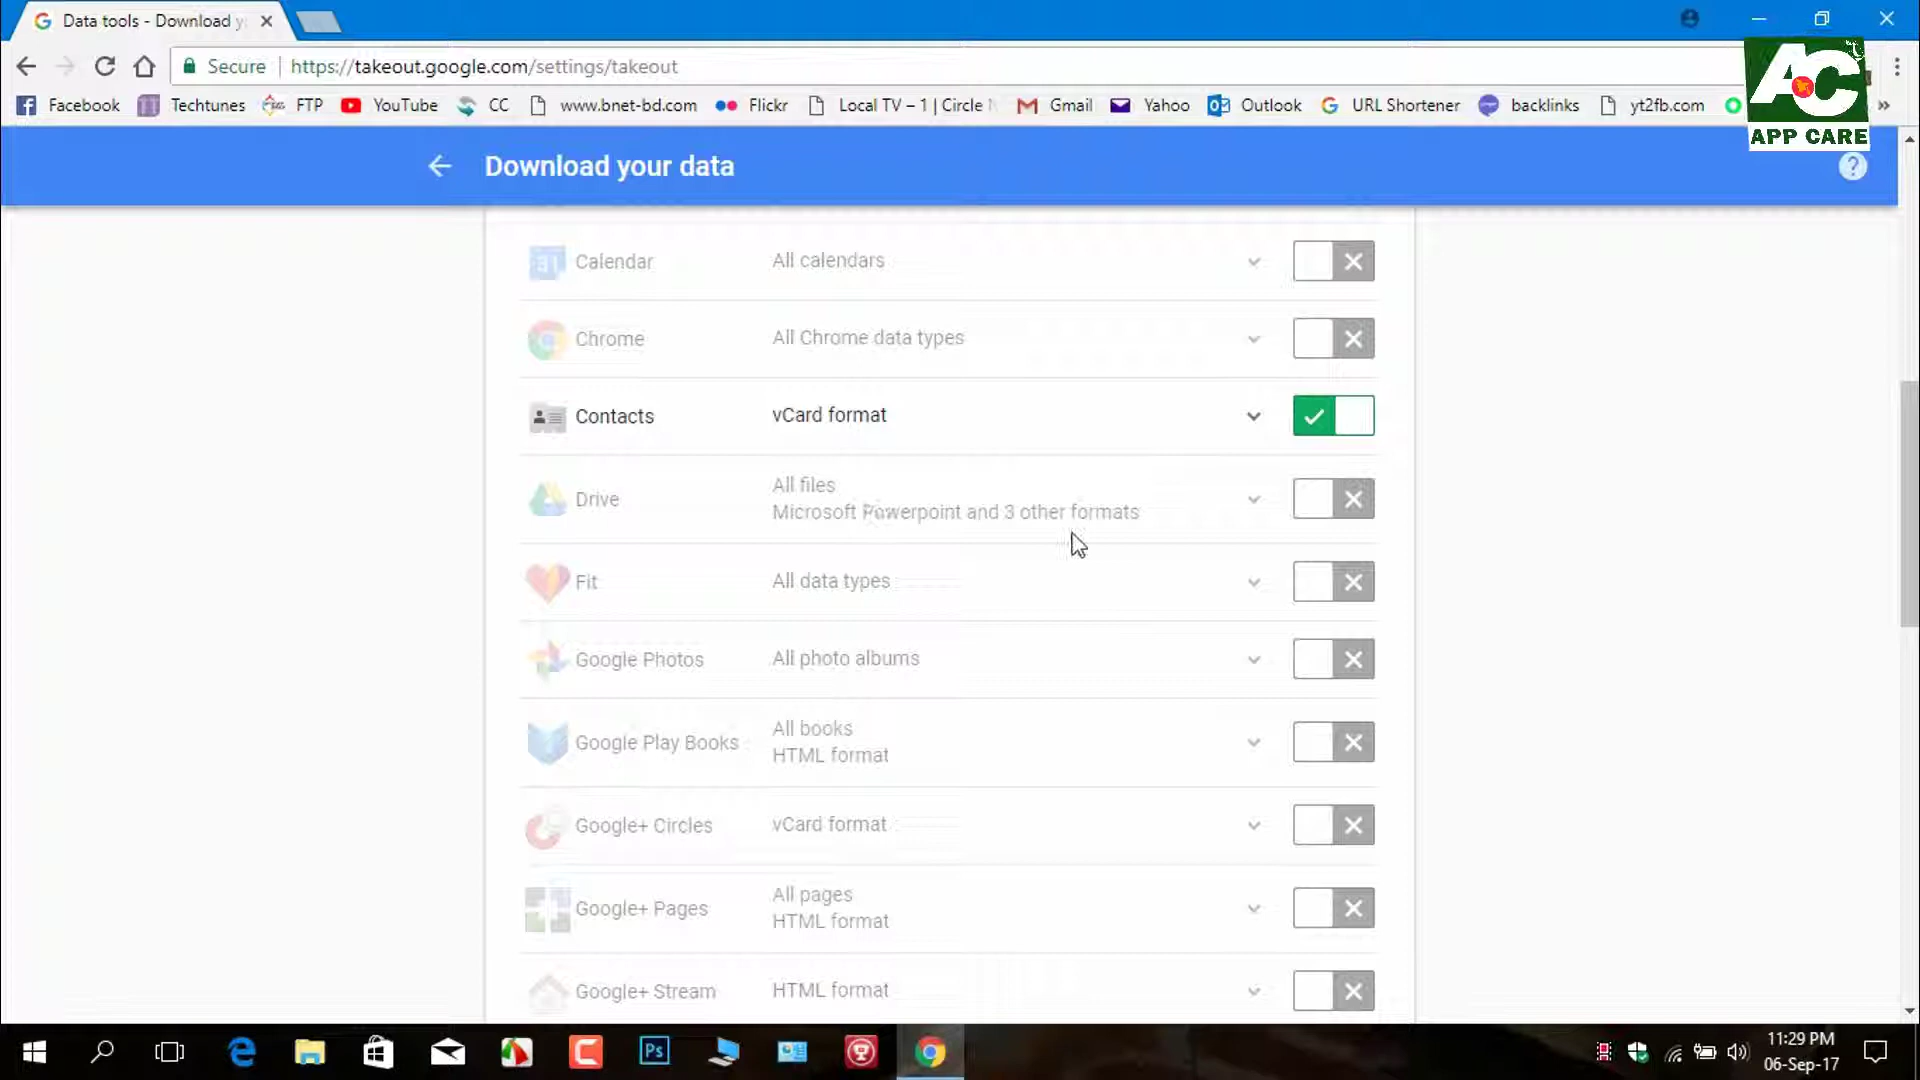 Data tools - Download y
Secure https://takeout.google.com/settings/takeout
Facebook Techtunes FTP YouTube CC www.bnet-bd.com Flickr Local TV – 1 | Circle Gmail Yahoo Outlook URL Shortener backlinks yt2fb.com »
AC
APP CARE
Download your data ?
Calendar All calendars
Chrome All Chrome data types
Contacts vCard format
Drive All files
Microsoft Powerpoint and 3 other formats
Fit All data types
Google Photos All photo albums
Google Play Books All books
HTML format
Google+ Circles vCard format
Google+ Pages All pages
HTML format
Google+ Stream HTML format
Ps
11:29 PM
06-Sep-17